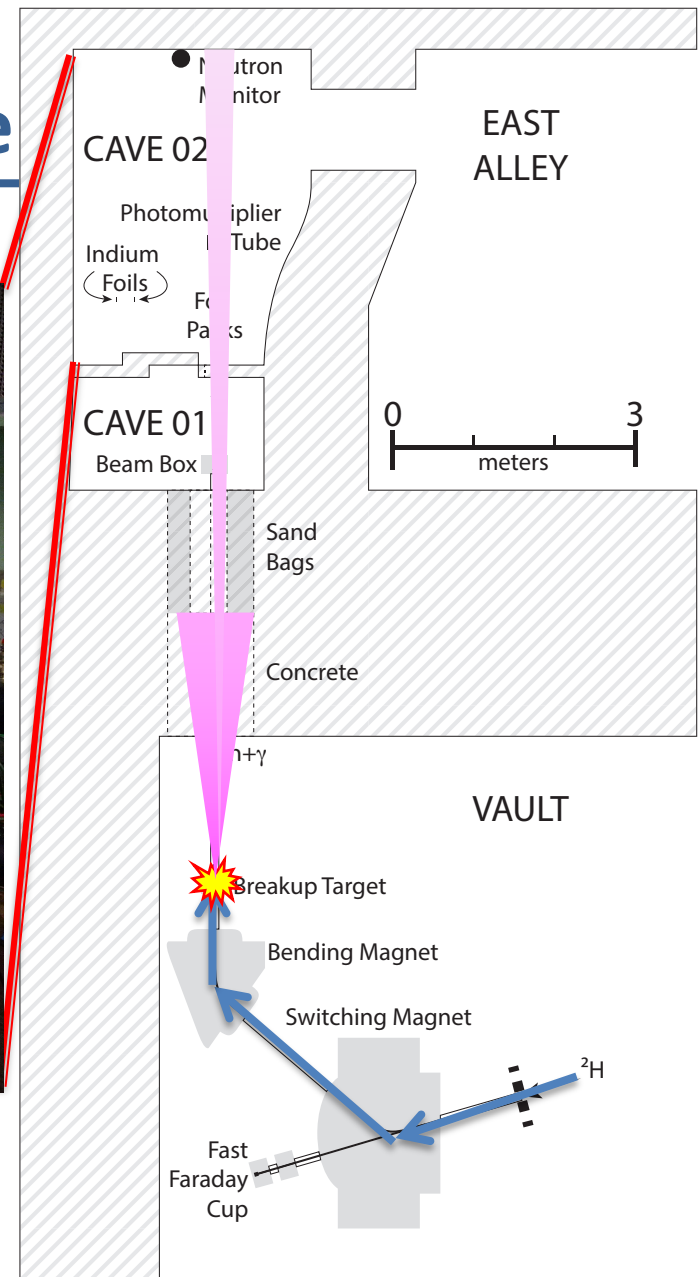 Neutron
Monitor
CAVE 02
EAST
ALLEY
Photomultiplier
Tube
Indium
Foils
CAVE 01
Beam Box
0 3
meters
Sand
Bags
Concrete
n+γ
VAULT
Breakup Target
Bending Magnet
Switching Magnet
²H
Fast
Faraday
Cup